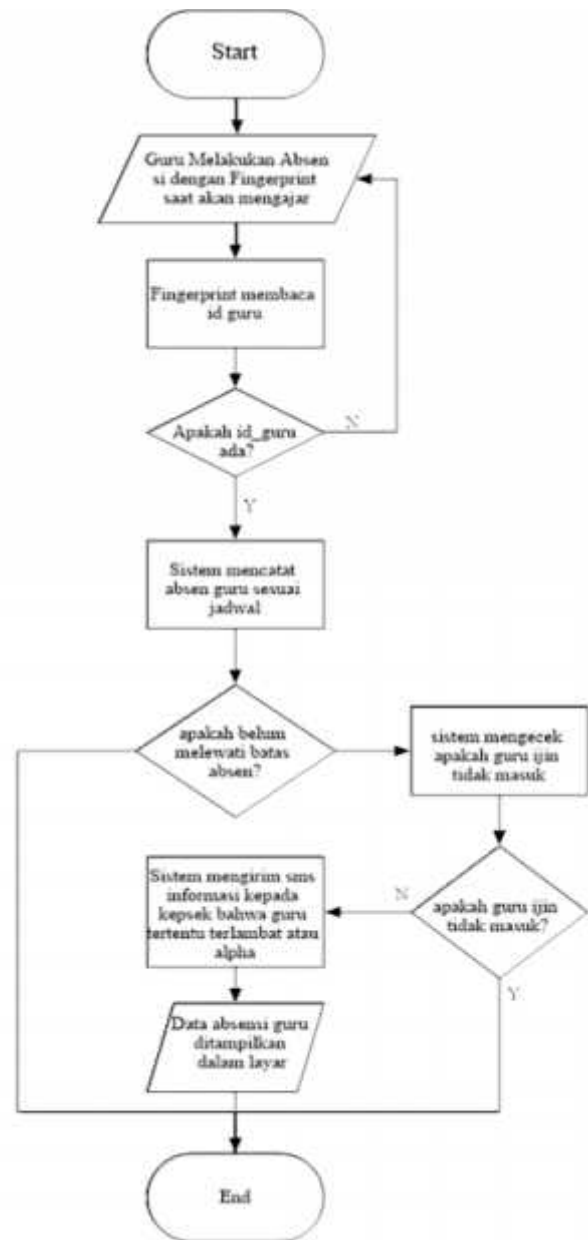 Start
Guru Melakukan Absen
si dengan Fingerprint
saat akan mengajar
Fingerprint membaca
id guru
Apakah id_guru
ada?
N
Y
Sistem mencatat
absen guru sesuai
jadwal
apakah belum
melewati batas
absen?
sistem mengecek
apakah guru ijin
tidak masuk
apakah guru ijin
tidak masuk?
N
Y
Sistem mengirim sms
informasi kepada
kepsek bahwa guru
tertentu terlambat atau
alpha
Data absensi guru
ditampilkan
dalam layar
End